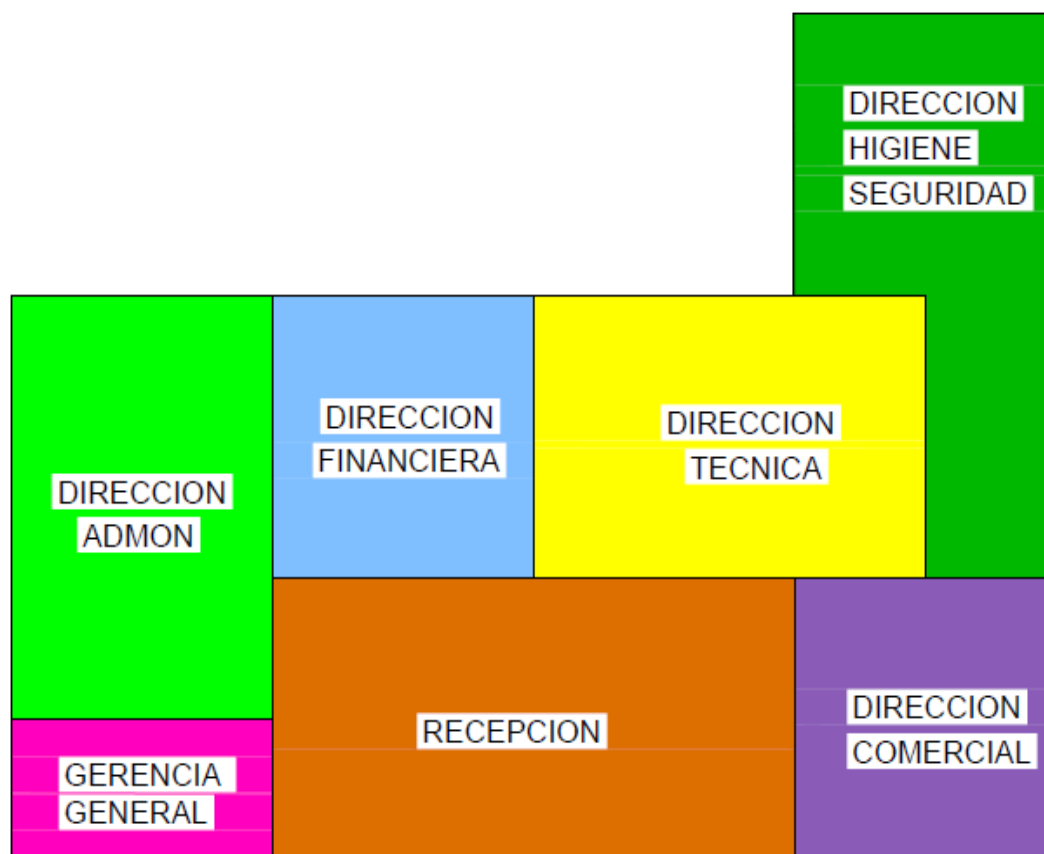 DIRECCION
HIGIENE
SEGURIDAD
DIRECCION
FINANCIERA
DIRECCION
TECNICA
DIRECCION
ADMON
RECEPCION
DIRECCION
COMERCIAL
GERENCIA
GENERAL